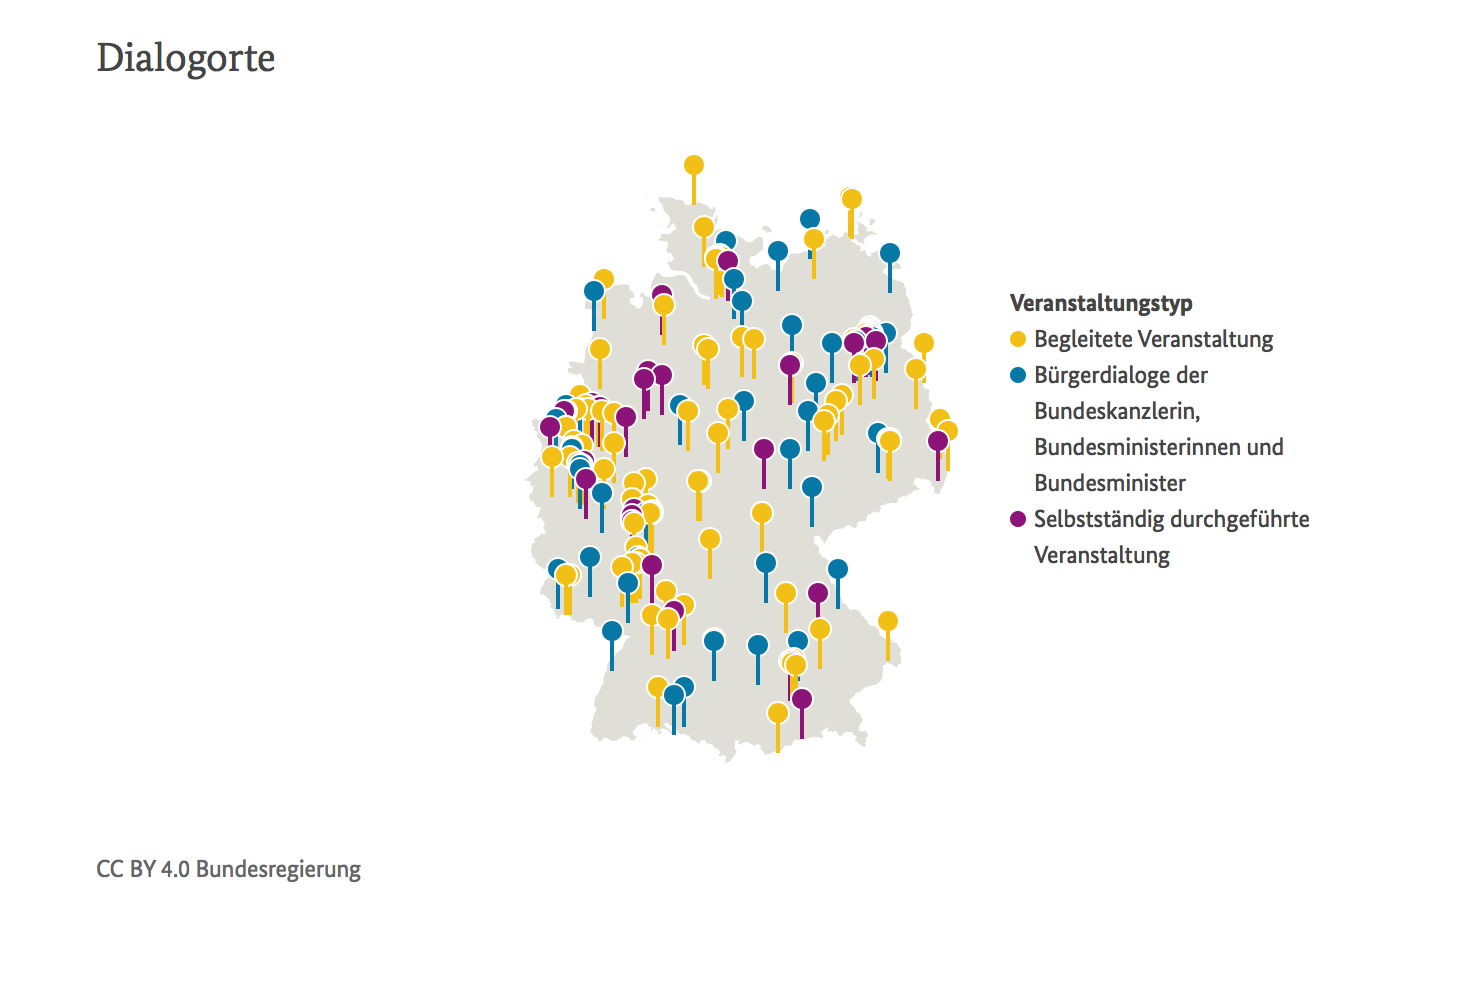 Dialogorte
Veranstaltungstyp
Begleitete Veranstaltung
Bürgerdialoge der
Bundeskanzlerin,
Bundesministerinnen und
Bundesminister
Selbstständig durchgeführte
Veranstaltung
CC BY 4.0 Bundesregierung